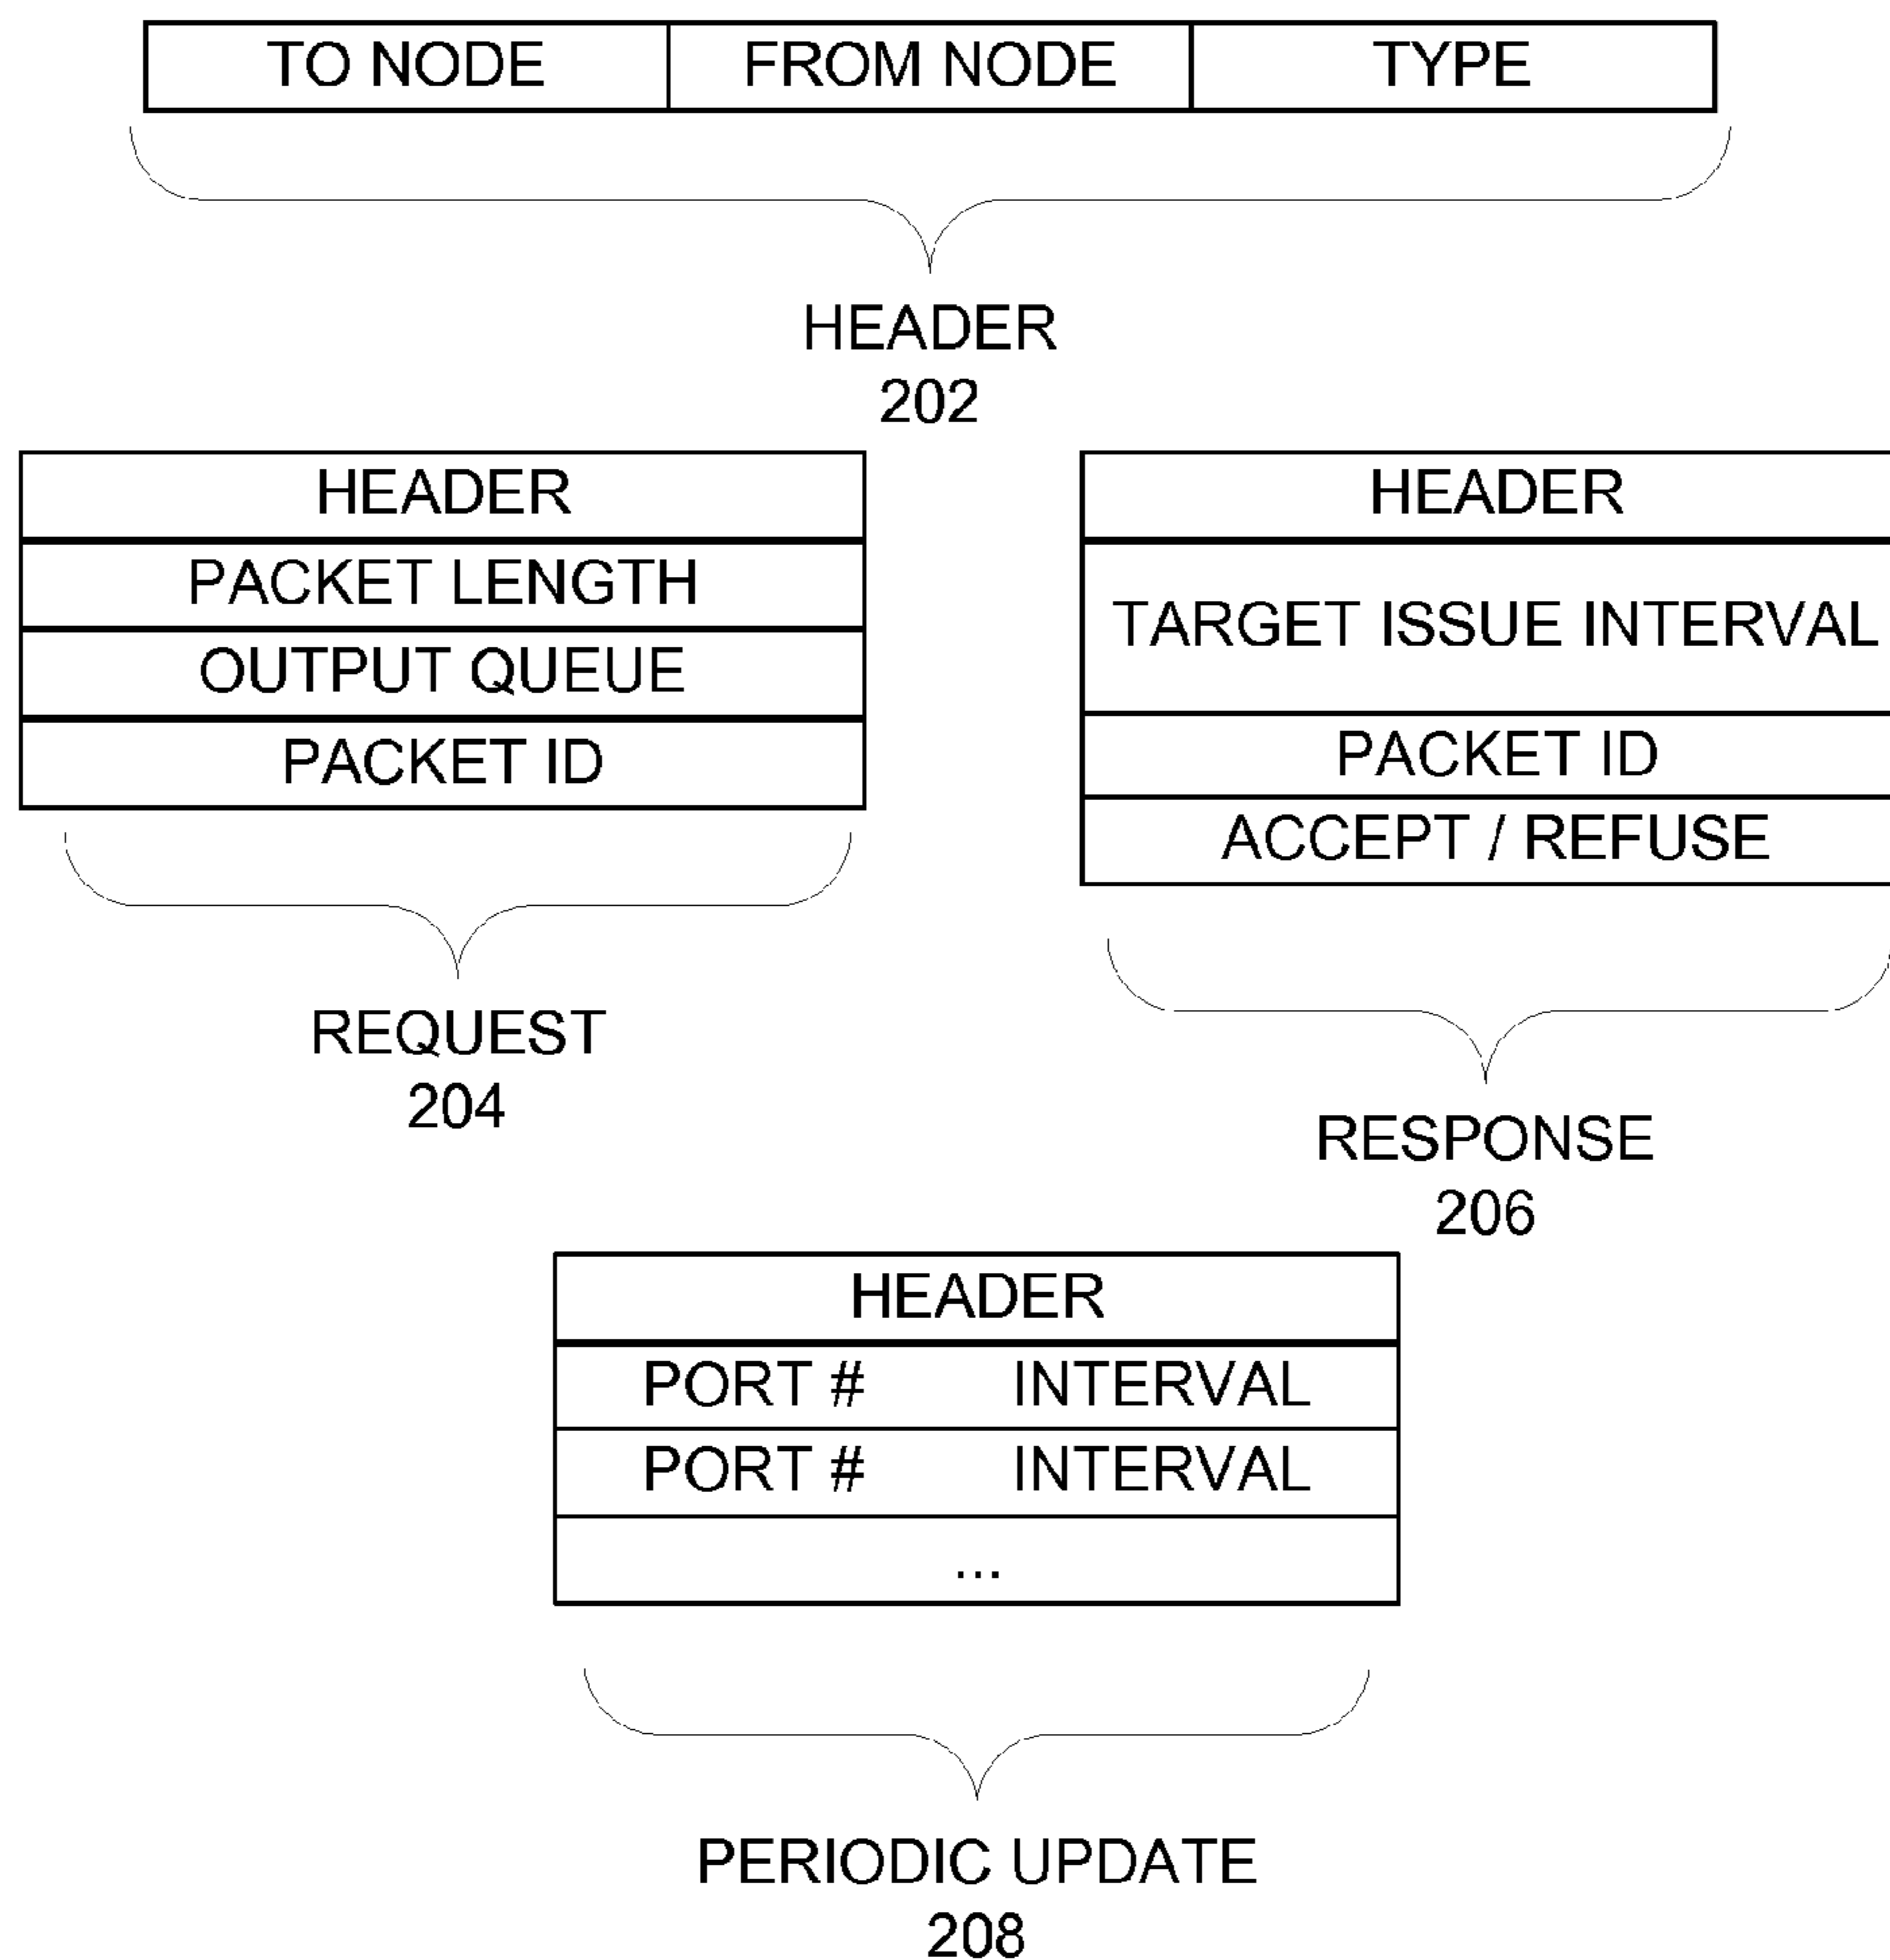 TO NODE FROM NODE TYPE
HEADER
202
HEADER
PACKET LENGTH
OUTPUT QUEUE
PACKET ID
REQUEST
204
HEADER
TARGET ISSUE INTERVAL
PACKET ID
ACCEPT / REFUSE
RESPONSE
206
HEADER
PORT # INTERVAL
PORT # INTERVAL
...
PERIODIC UPDATE
208